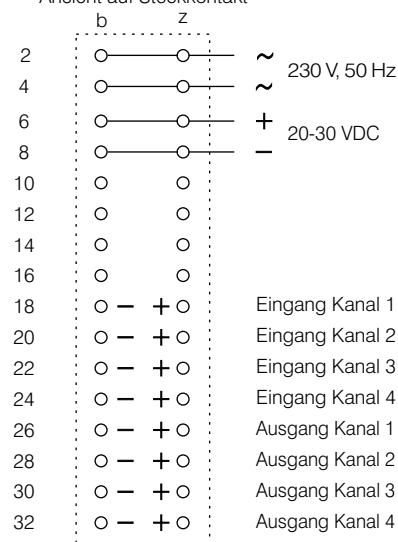 Ansicht auf Steckkontakt
b z
2 ~
4 ~ 230 V, 50 Hz
6 +
8 − 20-30 VDC
10
12
14
16
18 − + Eingang Kanal 1
20 − + Eingang Kanal 2
22 − + Eingang Kanal 3
24 − + Eingang Kanal 4
26 − + Ausgang Kanal 1
28 − + Ausgang Kanal 2
30 − + Ausgang Kanal 3
32 − + Ausgang Kanal 4